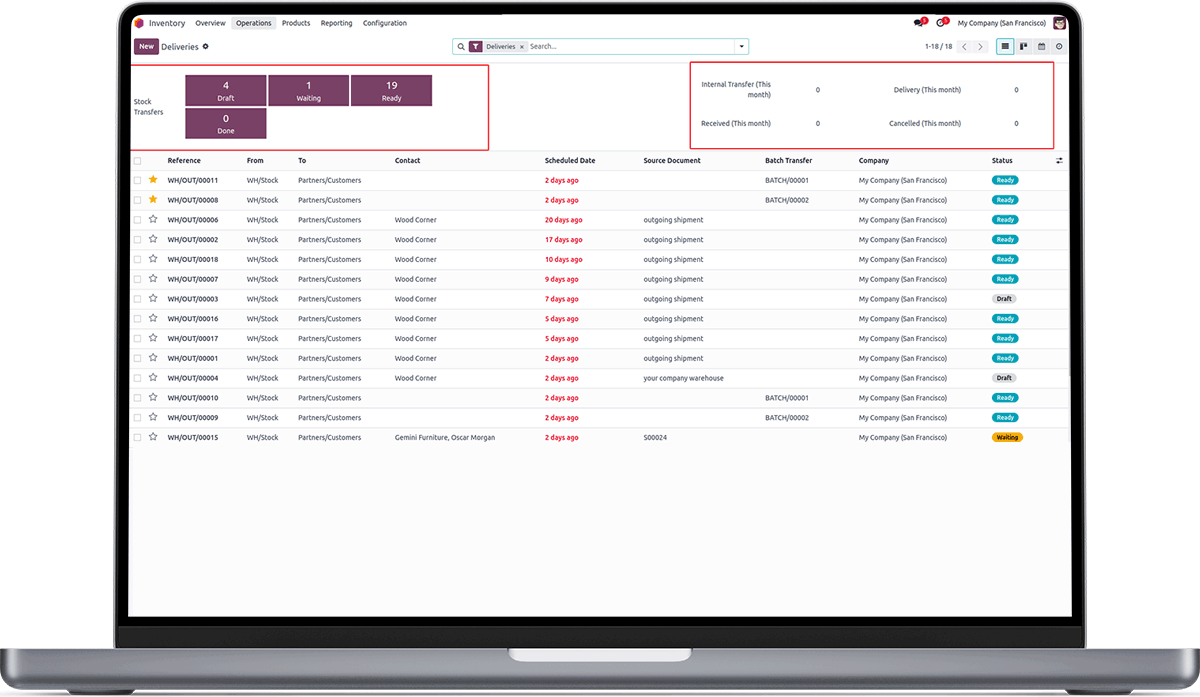 Inventory Overview Operations Products Reporting Configuration My Company (San Francisco)
New Deliveries Deliveries × Search... 1-18 / 18
Stock Transfers
4 Draft
1 Waiting
19 Ready
0 Done
Internal Transfer (This month) 0
Delivery (This month) 0
Received (This month) 0
Cancelled (This month) 0
Reference From To Contact Scheduled Date Source Document Batch Transfer Company Status
WH/OUT/00011 WH/Stock Partners/Customers 2 days ago BATCH/00001 My Company (San Francisco) Ready
WH/OUT/00008 WH/Stock Partners/Customers 2 days ago BATCH/00002 My Company (San Francisco) Ready
WH/OUT/00006 WH/Stock Partners/Customers Wood Corner 20 days ago outgoing shipment My Company (San Francisco) Ready
WH/OUT/00002 WH/Stock Partners/Customers Wood Corner 17 days ago outgoing shipment My Company (San Francisco) Ready
WH/OUT/00018 WH/Stock Partners/Customers Wood Corner 10 days ago outgoing shipment My Company (San Francisco) Ready
WH/OUT/00007 WH/Stock Partners/Customers Wood Corner 9 days ago outgoing shipment My Company (San Francisco) Ready
WH/OUT/00003 WH/Stock Partners/Customers Wood Corner 7 days ago outgoing shipment My Company (San Francisco) Draft
WH/OUT/00016 WH/Stock Partners/Customers Wood Corner 5 days ago outgoing shipment My Company (San Francisco) Ready
WH/OUT/00017 WH/Stock Partners/Customers Wood Corner 5 days ago outgoing shipment My Company (San Francisco) Ready
WH/OUT/00001 WH/Stock Partners/Customers Wood Corner 2 days ago outgoing shipment My Company (San Francisco) Ready
WH/OUT/00004 WH/Stock Partners/Customers Wood Corner 2 days ago your company warehouse My Company (San Francisco) Draft
WH/OUT/00010 WH/Stock Partners/Customers 2 days ago BATCH/00001 My Company (San Francisco) Ready
WH/OUT/00009 WH/Stock Partners/Customers 2 days ago BATCH/00002 My Company (San Francisco) Ready
WH/OUT/00015 WH/Stock Partners/Customers Gemini Furniture, Oscar Morgan 2 days ago S00024 My Company (San Francisco) Waiting